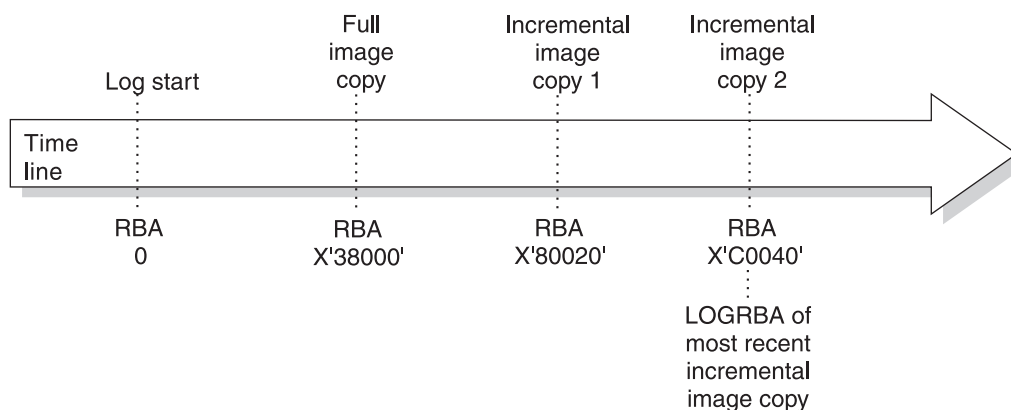 Log start
Full
image
copy
Incremental
image
copy 1
Incremental
image
copy 2
Time
line
RBA
0
RBA
X'38000'
RBA
X'80020'
RBA
X'C0040'
LOGRBA of
most recent
incremental
image copy